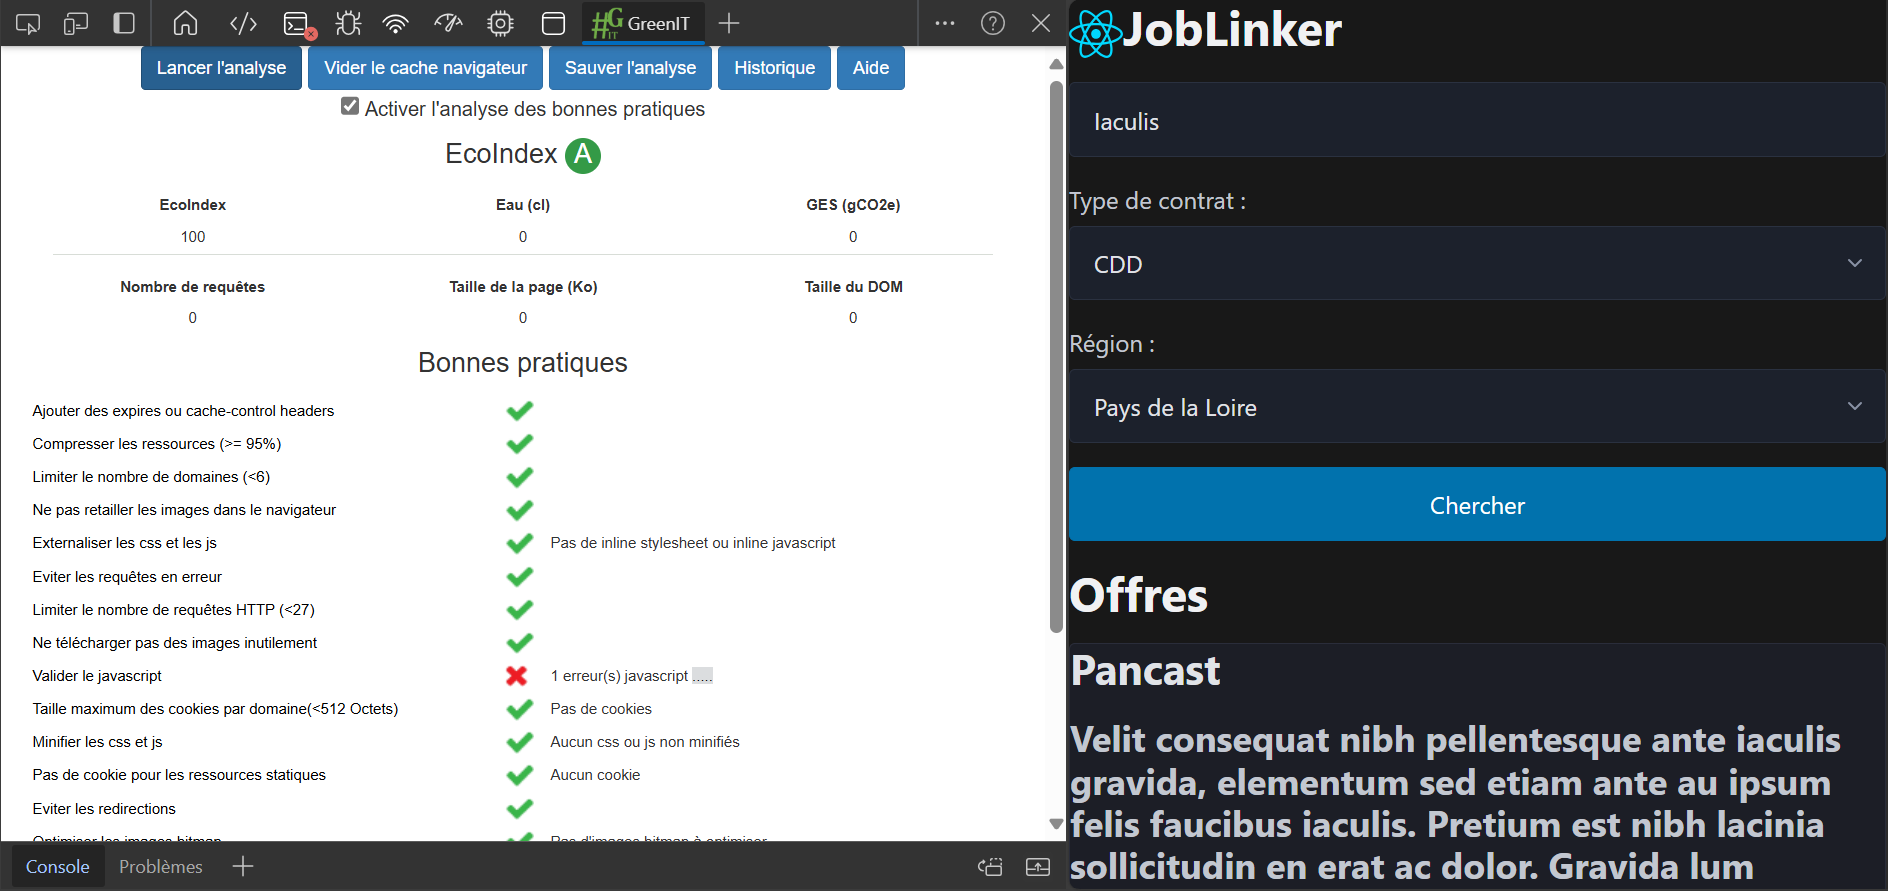 GreenIT
Lancer l'analyse
Vider le cache navigateur
Sauver l'analyse
Historique
Aide
Activer l'analyse des bonnes pratiques
EcoIndex A
EcoIndex
Eau (cl)
GES (gCO2e)
100
0
0
Nombre de requêtes
Taille de la page (Ko)
Taille du DOM
0
0
0
Bonnes pratiques
Ajouter des expires ou cache-control headers
Compresser les ressources (>= 95%)
Limiter le nombre de domaines (<6)
Ne pas retailler les images dans le navigateur
Externaliser les css et les js
Pas de inline stylesheet ou inline javascript
Eviter les requêtes en erreur
Limiter le nombre de requêtes HTTP (<27)
Ne télécharger pas des images inutilement
Valider le javascript
1 erreur(s) javascript .....
Taille maximum des cookies par domaine(<512 Octets)
Pas de cookies
Minifier les css et js
Aucun css ou js non minifiés
Pas de cookie pour les ressources statiques
Aucun cookie
Eviter les redirections
Optimiser les images bitmap
Pas d'images bitmap à optimiser
Console
Problèmes
JobLinker
Iaculis
Type de contrat :
CDD
Région :
Pays de la Loire
Chercher
Offres
Pancast
Velit consequat nibh pellentesque ante iaculis
gravida, elementum sed etiam ante au ipsum
felis faucibus iaculis. Pretium est nibh lacinia
sollicitudin en erat ac dolor. Gravida lum